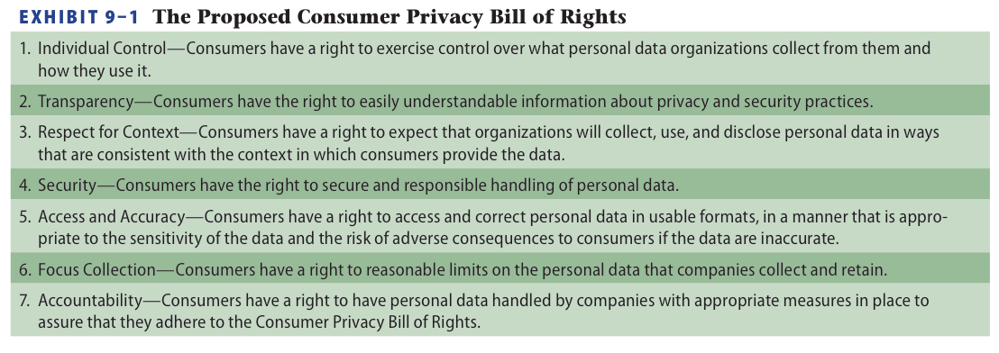 EXHIBIT 9–1 The Proposed Consumer Privacy Bill of Rights
1. Individual Control—Consumers have a right to exercise control over what personal data organizations collect from them and
how they use it.
2. Transparency—Consumers have the right to easily understandable information about privacy and security practices.
3. Respect for Context—Consumers have a right to expect that organizations will collect, use, and disclose personal data in ways
that are consistent with the context in which consumers provide the data.
4. Security—Consumers have the right to secure and responsible handling of personal data.
5. Access and Accuracy—Consumers have a right to access and correct personal data in usable formats, in a manner that is appro-
priate to the sensitivity of the data and the risk of adverse consequences to consumers if the data are inaccurate.
6. Focus Collection—Consumers have a right to reasonable limits on the personal data that companies collect and retain.
7. Accountability—Consumers have a right to have personal data handled by companies with appropriate measures in place to
assure that they adhere to the Consumer Privacy Bill of Rights.